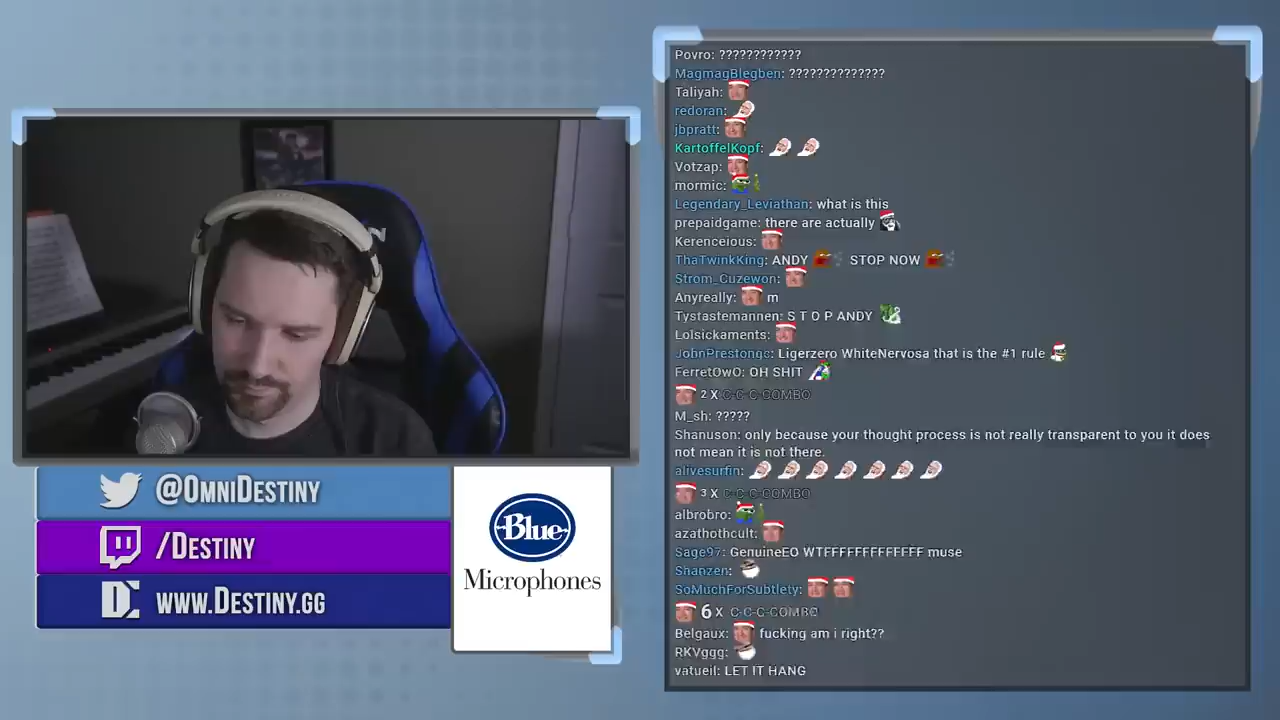 @OmniDestiny
/Destiny
www.Destiny.gg
Blue
Microphones
Povro: ????????????
MagmagBlegben: ??????????????
Taliyah:
redoran:
jbpratt:
KartoffelKopf:
Votzap:
mormic:
Legendary_Leviathan: what is this
prepaidgame: there are actually
Kerenceious:
ThaTwinkKing: ANDY STOP NOW
Strom_Cuzewon:
Anyreally: m
Tystastemannen: S T O P ANDY
Lolsickaments:
JohnPrestongc: Ligerzero WhiteNervosa that is the #1 rule
FerretOwO: OH SHIT
2 X C-C-C-COMBO
M_sh: ?????
Shanuson: only because your thought process is not really transparent to you it does
not mean it is not there.
alivesurfin:
3 X C-C-C-COMBO
albrobro:
azathothcult:
Sage97: GenuineEO WTFFFFFFFFFFFFF muse
Shanzen:
SoMuchForSubtlety:
6 X C-C-C-COMBO
Belgaux: fucking am i right??
RKVggg:
vatueil: LET IT HANG